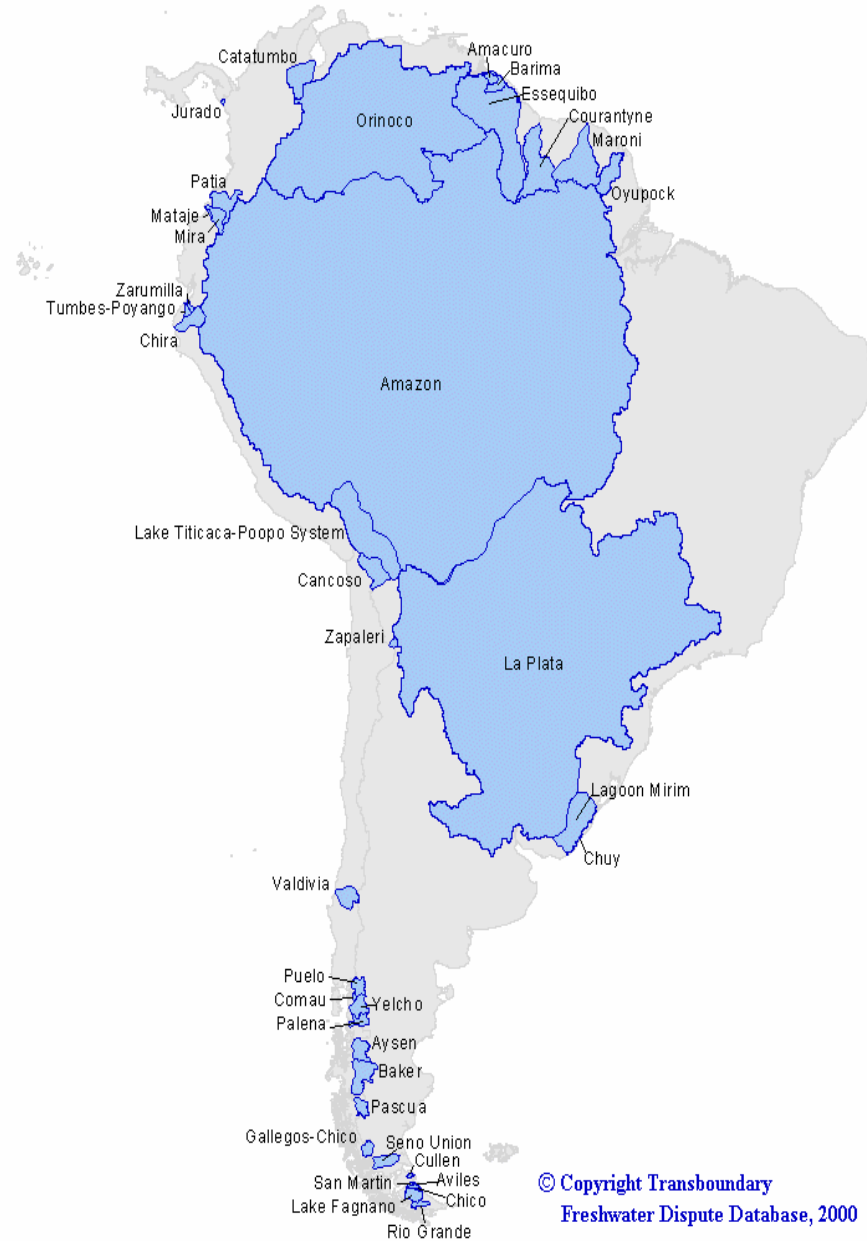 Amacuro
Catatumbo
Barima
Essequibo
Jurado
Orinoco
Courantyne
Maroni
Patia
Oyupock
Mataje
Mira
Zarumilla
Tumbes-Poyango
Chira
Amazon
Lake Titicaca-Poopo System
Cancoso
Zapaleri
La Plata
Lagoon Mirim
Chuy
Valdivia
Puelo
Comau
Yelcho
Palena
Aysen
Baker
Pascua
Gallegos-Chico
Seno Union
Cullen
San Martin
Aviles
Chico
Lake Fagnano
Rio Grande
© Copyright Transboundary
Freshwater Dispute Database, 2000